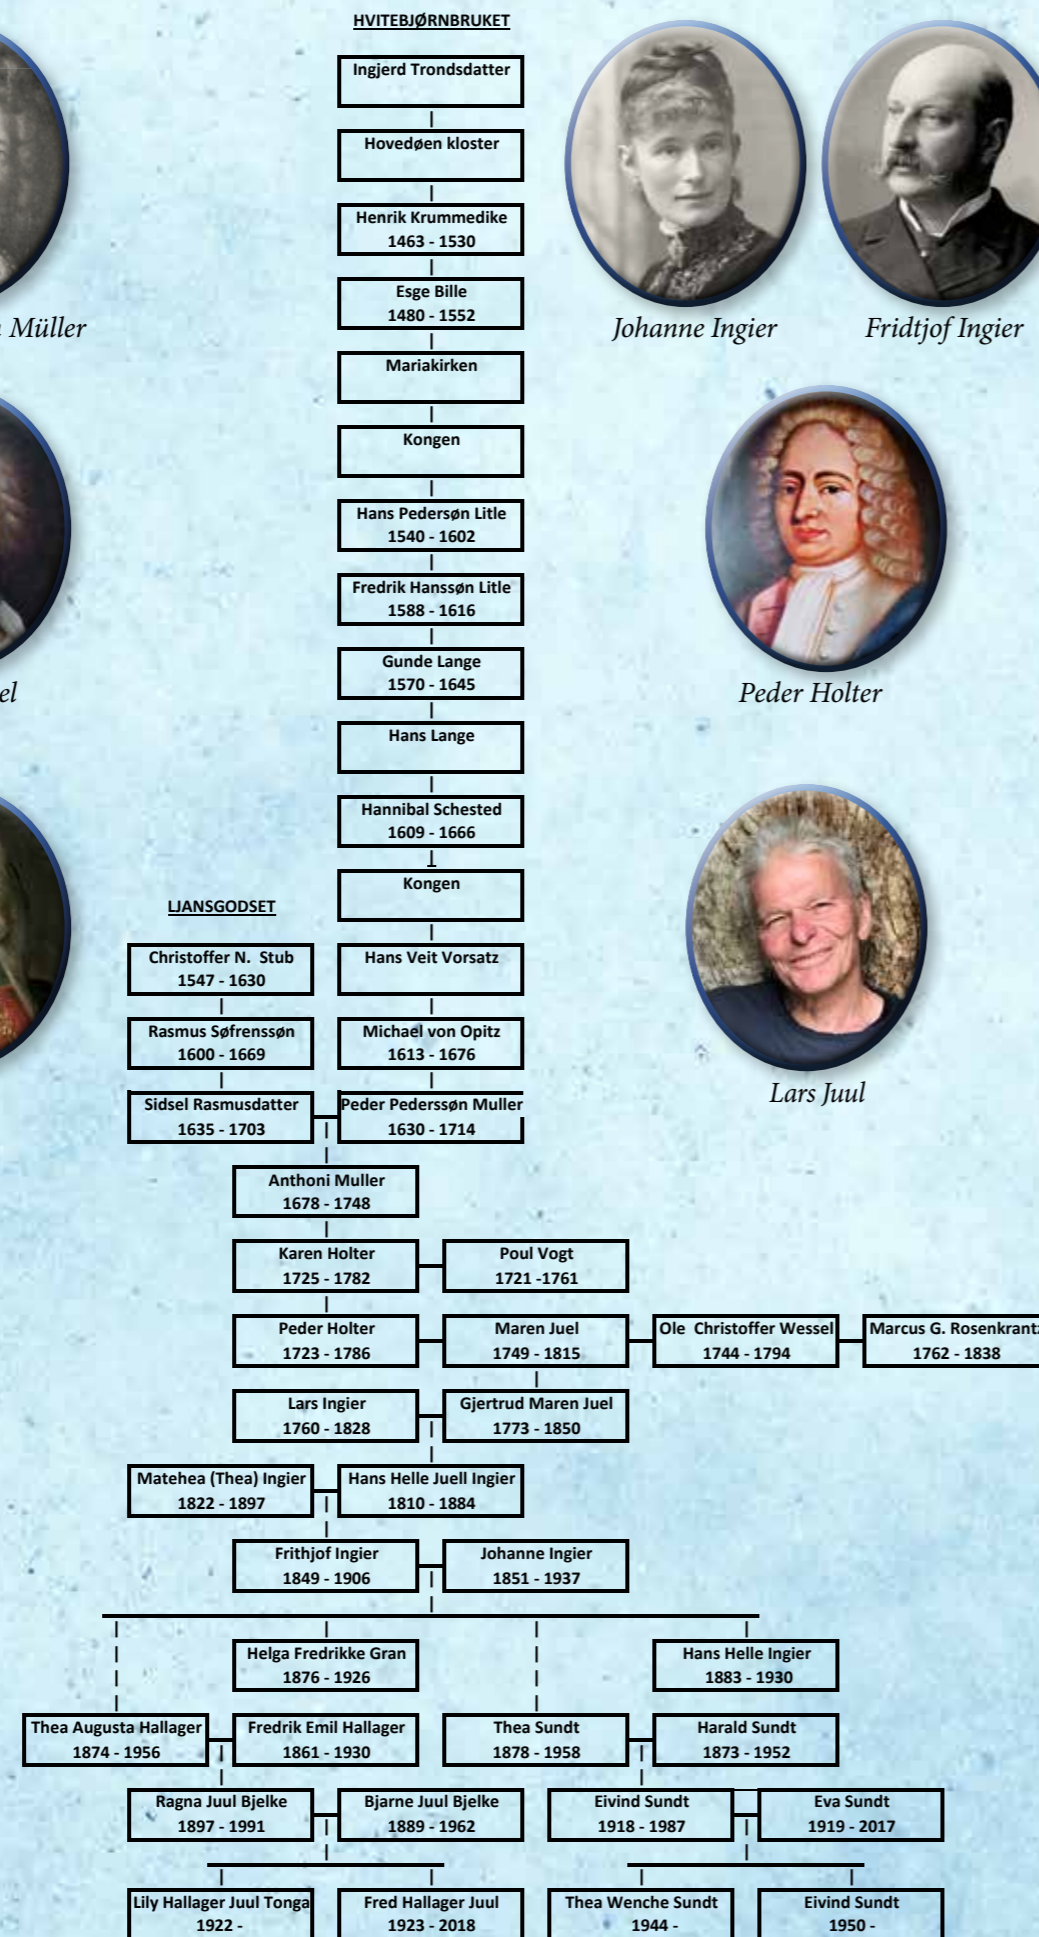 HVITEBJØRNBRUKET
Ingjerd Trondsdatter
Hovedøen kloster
Henrik Krummedike
1463 - 1530
Esge Bille
1480 - 1552
Mariakirken
Kongen
Hans Pedersøn Litle
1540 - 1602
Fredrik Hanssøn Litle
1588 - 1616
Gunde Lange
1570 - 1645
Hans Lange
Hannibal Schested
1609 - 1666
Kongen
Hans Veit Vorsatz
Michael von Opitz
1613 - 1676
Peder Pederssøn Muller
1630 - 1714
LJANSGODSET
Christoffer N. Stub
1547 - 1630
Rasmus Søfrenssøn
1600 - 1669
Sidsel Rasmusdatter
1635 - 1703
Anthoni Muller
1678 - 1748
Karen Holter
1725 - 1782
Poul Vogt
1721 -1761
Peder Holter
1723 - 1786
Maren Juel
1749 - 1815
Ole Christoffer Wessel
1744 - 1794
Marcus G. Rosenkrantz
1762 - 1838
Lars Ingier
1760 - 1828
Gjertrud Maren Juel
1773 - 1850
Matehea (Thea) Ingier
1822 - 1897
Hans Helle Juell Ingier
1810 - 1884
Frithjof Ingier
1849 - 1906
Johanne Ingier
1851 - 1937
Helga Fredrikke Gran
1876 - 1926
Hans Helle Ingier
1883 - 1930
Thea Augusta Hallager
1874 - 1956
Fredrik Emil Hallager
1861 - 1930
Thea Sundt
1878 - 1958
Harald Sundt
1873 - 1952
Ragna Juul Bjelke
1897 - 1991
Bjarne Juul Bjelke
1889 - 1962
Eivind Sundt
1918 - 1987
Eva Sundt
1919 - 2017
Lily Hallager Juul Tonga
1922 -
Fred Hallager Juul
1923 - 2018
Thea Wenche Sundt
1944 -
Eivind Sundt
1950 -
Müller
el
Johanne Ingier
Fridtjof Ingier
Peder Holter
Lars Juul